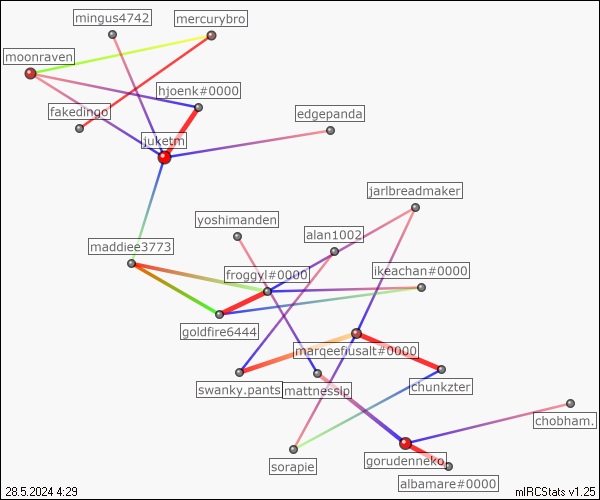 mingus4742
mercurybro
moonraven
hjoenk#0000
fakedingo
edgepanda
juketm
jarlbreadmaker
yoshimanden
alan1002
maddiee3773
froggyl#0000
ikeachan#0000
goldfire6444
marqeefiusalt#0000
swanky.pants
mattnessip
chunkzter
chobham.
sorapie
gorudenneko
albamare#0000
28.5.2024 4:29
mIRCStats v1.25